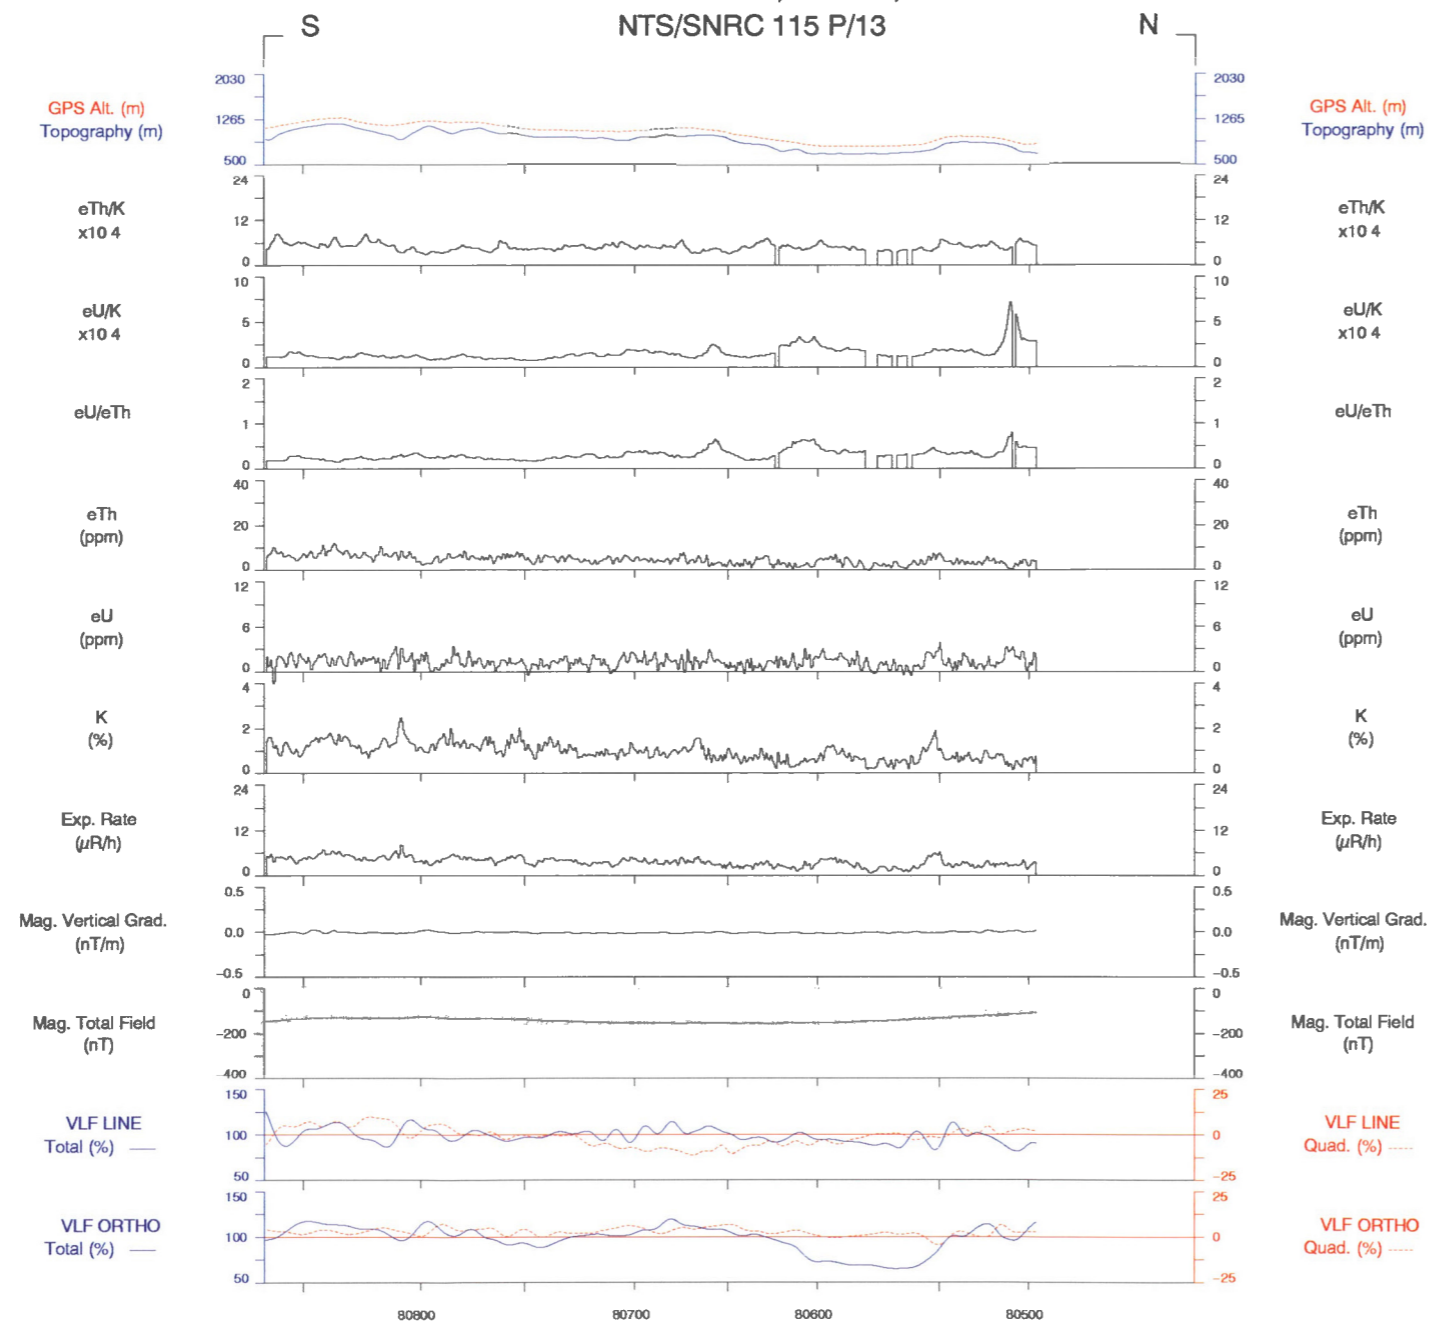 S NTS/SNRC 115 P/13 N
2030 2030
GPS Alt. (m) 1265 1265 GPS Alt. (m)
Topography (m) Topography (m)
500 500
24 24
eTh/K eTh/K
x10 4 12 12 x10 4
0 0
10 10
eU/K eU/K
x10 4 5 5 x10 4
0 0
2 2
eU/eTh 1 1 eU/eTh
0 0
40 40
eTh eTh
(ppm) 20 20 (ppm)
0 0
12 12
eU eU
(ppm) 6 6 (ppm)
0 0
4 4
K K
(%) 2 2 (%)
0 0
24 24
Exp. Rate Exp. Rate
(µR/h) 12 12 (µR/h)
0 0
0.5 0.5
Mag. Vertical Grad. 0.0 0.0 Mag. Vertical Grad.
(nT/m) (nT/m)
-0.5 -0.5
0 0
Mag. Total Field -200 -200 Mag. Total Field
(nT) (nT)
-400 -400
150 25
VLF LINE 100 0 VLF LINE
Total (%) Quad. (%)
50 -25
150 25
VLF ORTHO 100 0 VLF ORTHO
Total (%) Quad. (%)
50 -25
80800 80700 80600 80500